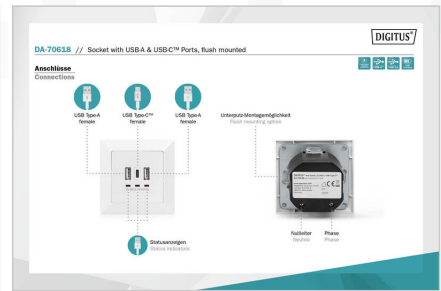 DIGITUS®
DA-70618 // Socket with USB-A & USB-C™ Ports, flush mounted
Anschlüsse
Connections
USB Type-A
female
USB Type-C™
female
USB Type-A
female
Unterputz-Montagemöglichkeit
Flush mounting option
Statusanzeigen
Status indicators
Nullleiter
Neutral
Phase
Phase